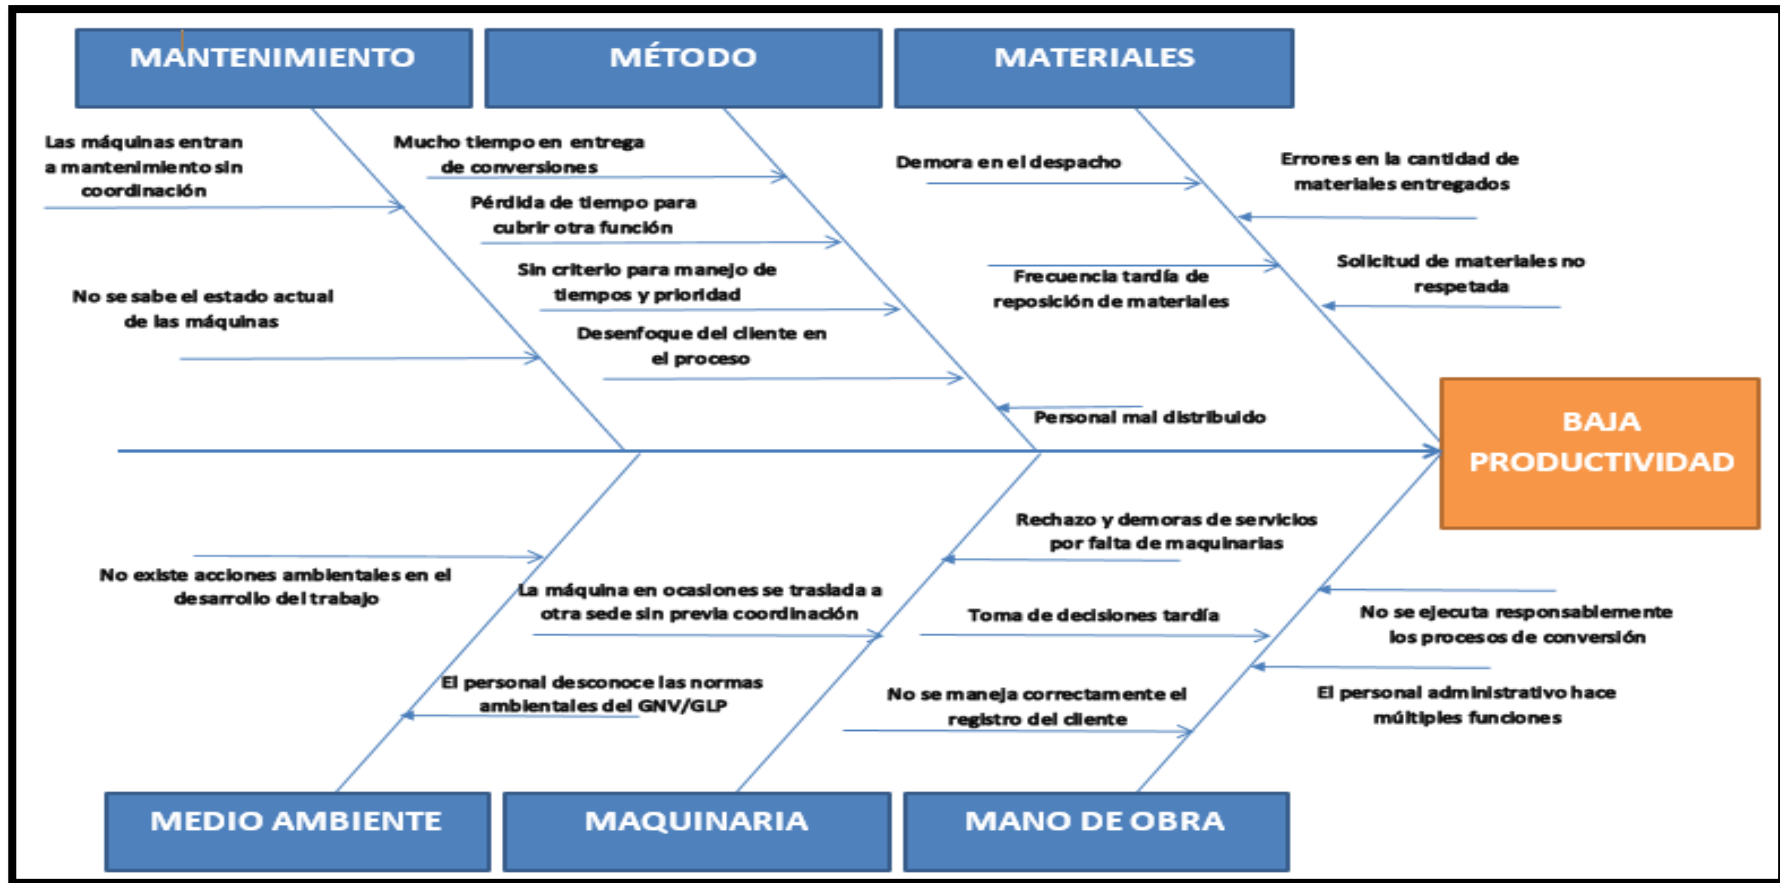 MANTENIMIENTO
MÉTODO
MATERIALES
Las máquinas entran
a mantenimiento sin
coordinación
No se sabe el estado actual
de las máquinas
Mucho tiempo en entrega
de conversiones
Pérdida de tiempo para
cubrir otra función
Sin criterio para manejo de
tiempos y prioridad
Desenfoque del cliente en
el proceso
Personal mal distribuido
Demora en el despacho
Frecuencia tardía de
reposición de materiales
Errores en la cantidad de
materiales entregados
Solicitud de materiales no
respetada
BAJA
PRODUCTIVIDAD
No existe acciones ambientales en el
desarrollo del trabajo
El personal desconoce las normas
ambientales del GNV/GLP
La máquina en ocasiones se traslada a
otra sede sin previa coordinación
Rechazo y demoras de servicios
por falta de maquinarias
Toma de decisiones tardía
No se maneja correctamente el
registro del cliente
No se ejecuta responsablemente
los procesos de conversión
El personal administrativo hace
múltiples funciones
MEDIO AMBIENTE
MAQUINARIA
MANO DE OBRA